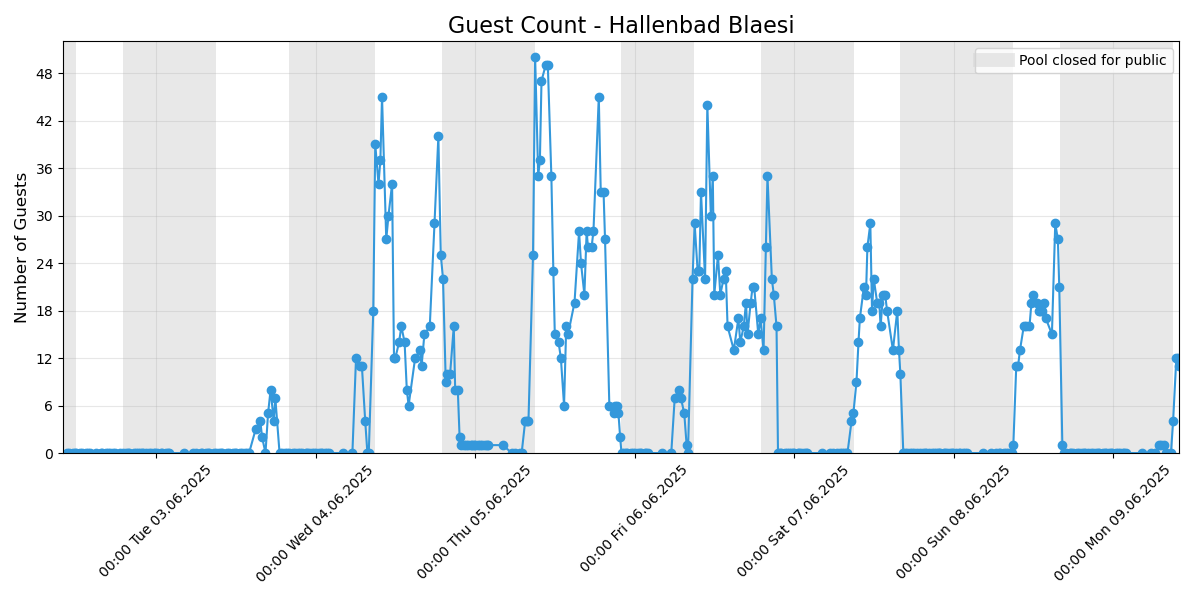 Guest Count - Hallenbad Blaesi
Pool closed for public
Number of Guests
48
42
36
30
24
18
12
6
0
00:00 Tue 03.06.2025
00:00 Wed 04.06.2025
00:00 Thu 05.06.2025
00:00 Fri 06.06.2025
00:00 Sat 07.06.2025
00:00 Sun 08.06.2025
00:00 Mon 09.06.2025